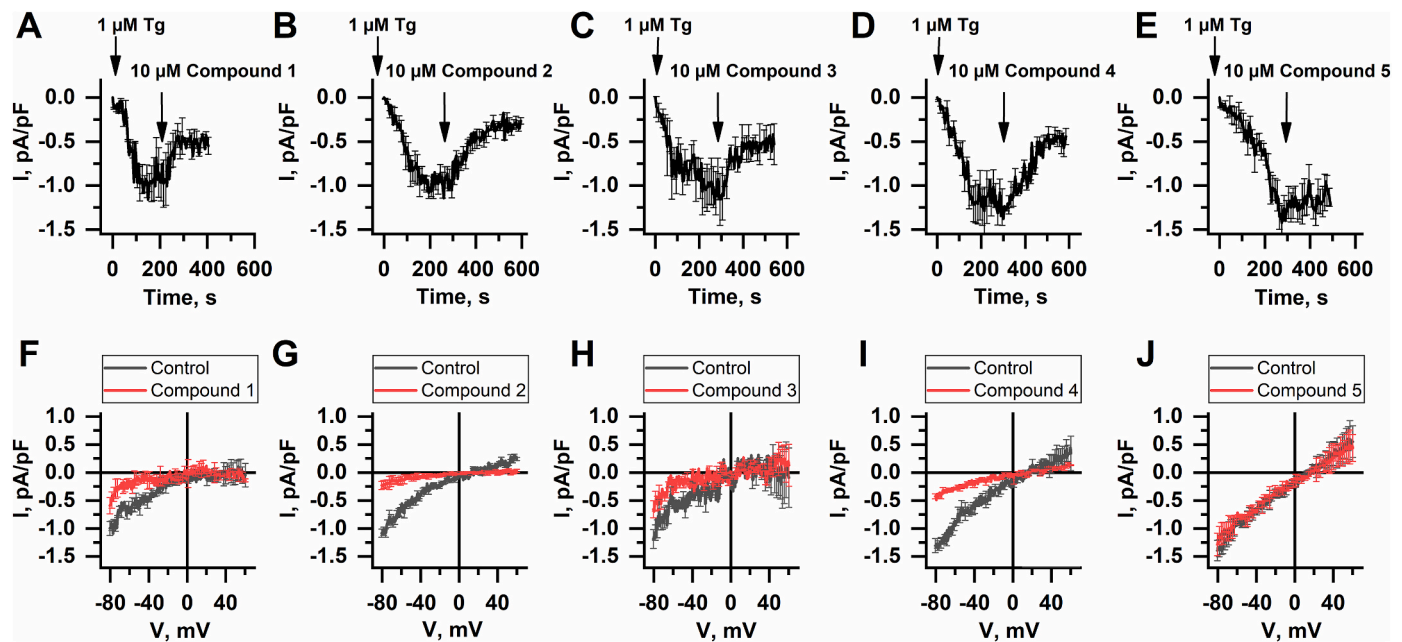 A B C D E
1 µM Tg 1 µM Tg 1 µM Tg 1 µM Tg 1 µM Tg
10 µM Compound 1 10 µM Compound 2 10 µM Compound 3 10 µM Compound 4 10 µM Compound 5
0.0 0.0 0.0 0.0 0.0
-0.5 -0.5 -0.5 -0.5 -0.5
I, pA/pF I, pA/pF I, pA/pF I, pA/pF I, pA/pF
-1.0 -1.0 -1.0 -1.0 -1.0
-1.5 -1.5 -1.5 -1.5 -1.5
0 200 400 600 0 200 400 600 0 200 400 600 0 200 400 600 0 200 400 600
Time, s Time, s Time, s Time, s Time, s
F G H I J
Control Control Control Control Control
Compound 1 Compound 2 Compound 3 Compound 4 Compound 5
1.0 1.0 1.0 1.0 1.0
0.5 0.5 0.5 0.5 0.5
0.0 0.0 0.0 0.0 0.0
I, pA/pF I, pA/pF I, pA/pF I, pA/pF I, pA/pF
-0.5 -0.5 -0.5 -0.5 -0.5
-1.0 -1.0 -1.0 -1.0 -1.0
-1.5 -1.5 -1.5 -1.5 -1.5
-80 -40 0 40 -80 -40 0 40 -80 -40 0 40 -80 -40 0 40 -80 -40 0 40
V, mV V, mV V, mV V, mV V, mV